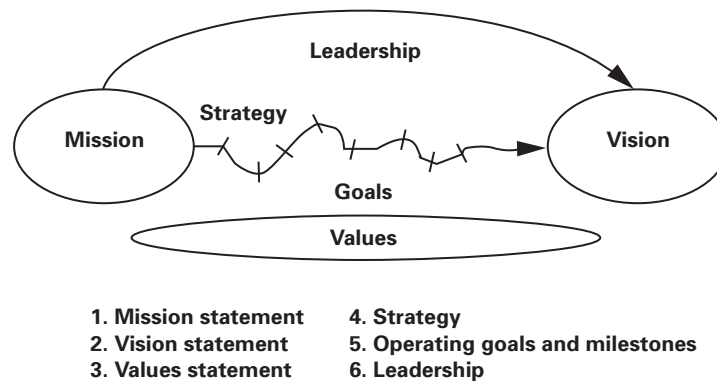 Leadership
Strategy
Mission
Vision
Goals
Values
1. Mission statement
2. Vision statement
3. Values statement
4. Strategy
5. Operating goals and milestones
6. Leadership